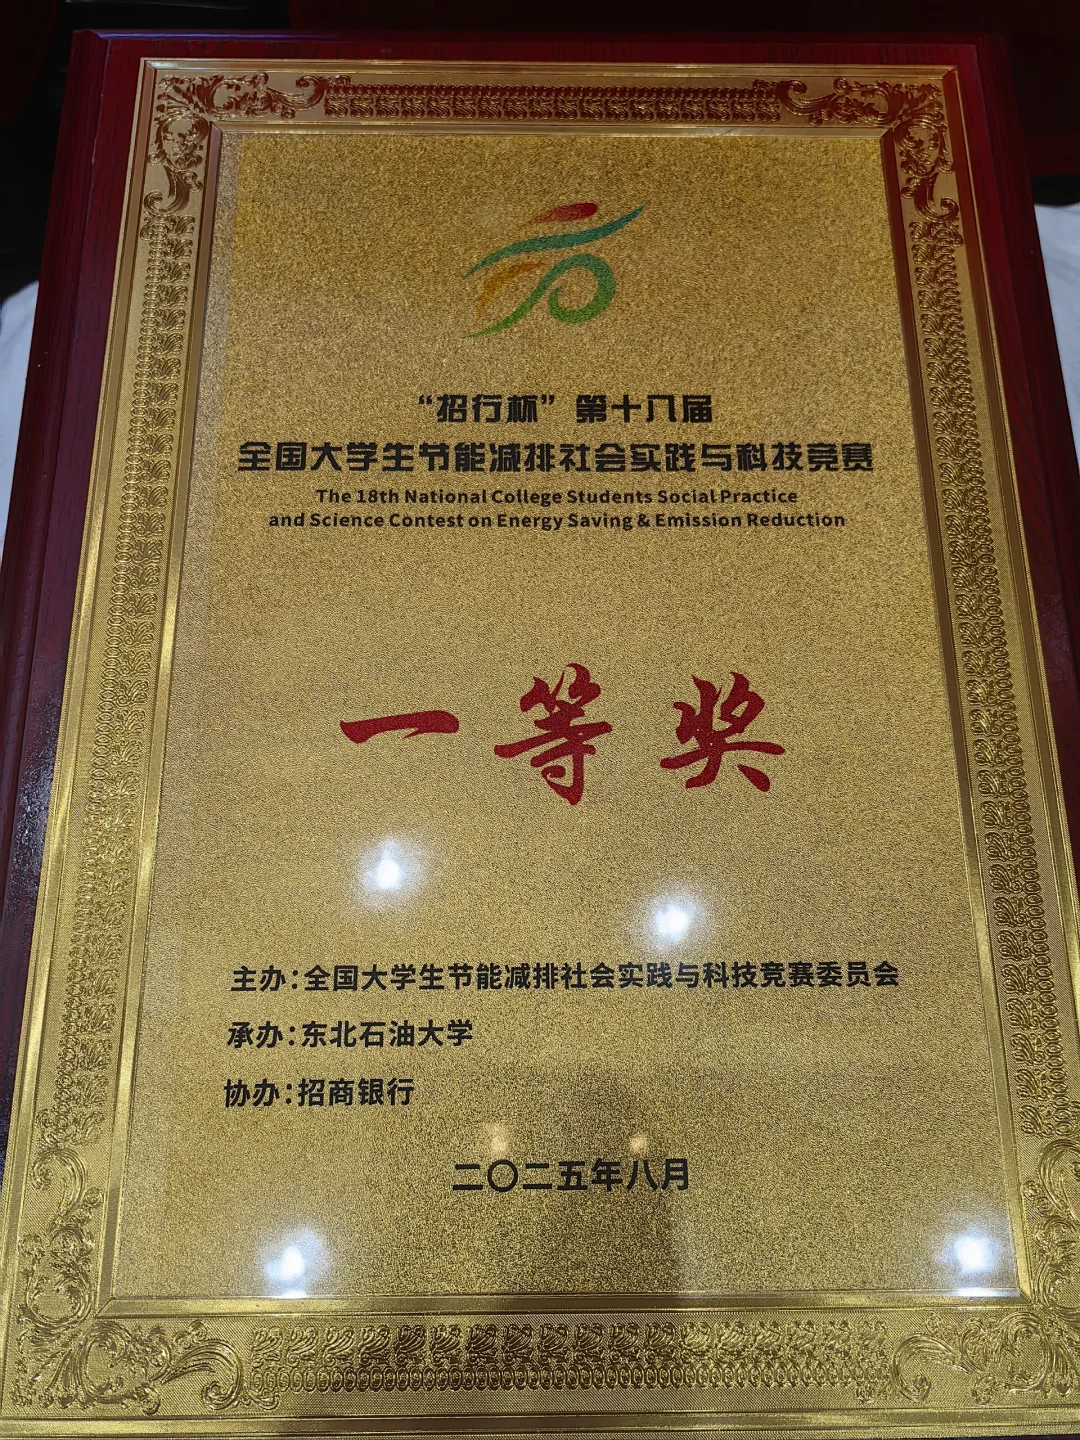 “招行杯”第十八届
全国大学生节能减排社会实践与科技竞赛
The 18th National College Students Social Practice
and Science Contest on Energy Saving & Emission Reduction
一等奖
主办:全国大学生节能减排社会实践与科技竞赛委员会
承办:东北石油大学
协办:招商银行
二〇二五年八月